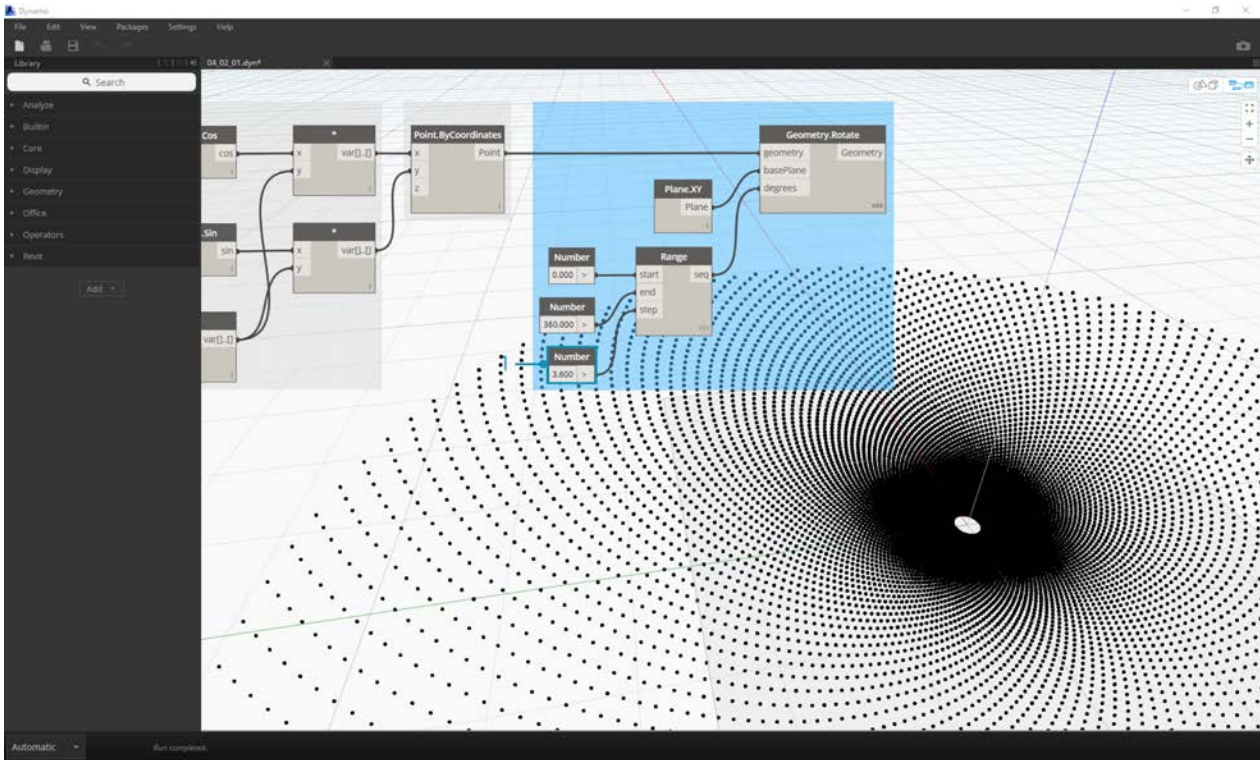 Dynamo
File Edit View Packages Settings Help
Library
04_02_01.dyn*
Search
Analyze
BuiltIn
Core
Display
Geometry
Office
Operators
Revit
Add
Cos
cos
*
x var[]..[]
y
Point.ByCoordinates
x Point
y
z
Geometry.Rotate
geometry Geometry
basePlane
degrees
Plane.XY
Plane
.Sin
sin
*
x var[]..[]
y
Number
0.000 >
Range
start seq
end
step
Number
360.000 >
var[]..[]
Number
3.600 >
1
Automatic
Run completed.